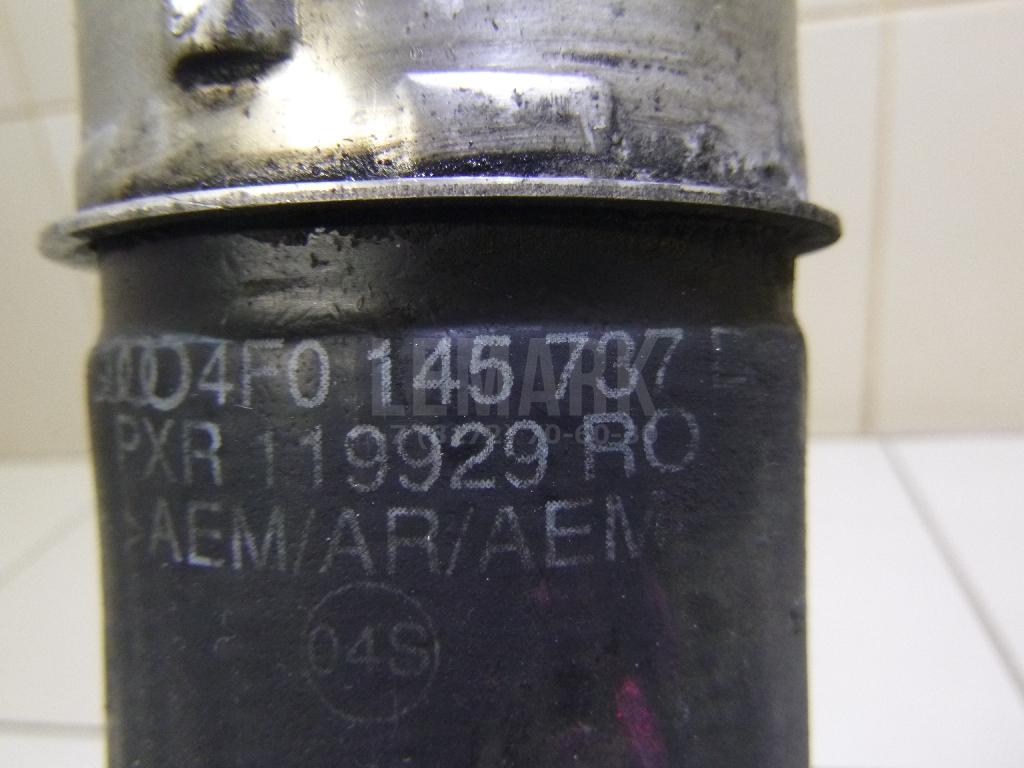 4F0 145 737 E
PXR 119929 RO
>AEM/AR/AEM
04S
LEMARK